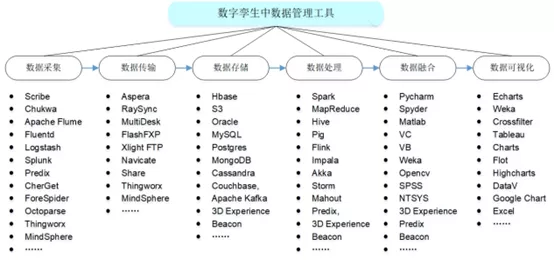 数字孪生中数据管理工具
数据采集
Scribe
Chukwa
Apache Flume
Fluentd
Logstash
Splunk
Predix
CherGet
ForeSpider
Octoparse
Thingworx
MindSphere
……
数据传输
Aspera
RaySync
MultiDesk
FlashFXP
Xlight FTP
Navicate
Share
Thingworx
MindSphere
……
数据存储
Hbase
S3
Oracle
MySQL
Postgres
MongoDB
Cassandra
Couchbase,
Apache Kafka
3D Experience
Beacon
……
数据处理
Spark
MapReduce
Hive
Pig
Flink
Impala
Akka
Storm
Mahout
Predix,
3D Experience
Beacon
……
数据融合
Pycharm
Spyder
Matlab
VC
VB
Weka
Opencv
SPSS
NTSYS
3D Experience
Predix
Beacon
……
数据可视化
Echarts
Weka
Crossfilter
Tableau
Charts
Flot
Highcharts
DataV
Google Chart
Excel
……